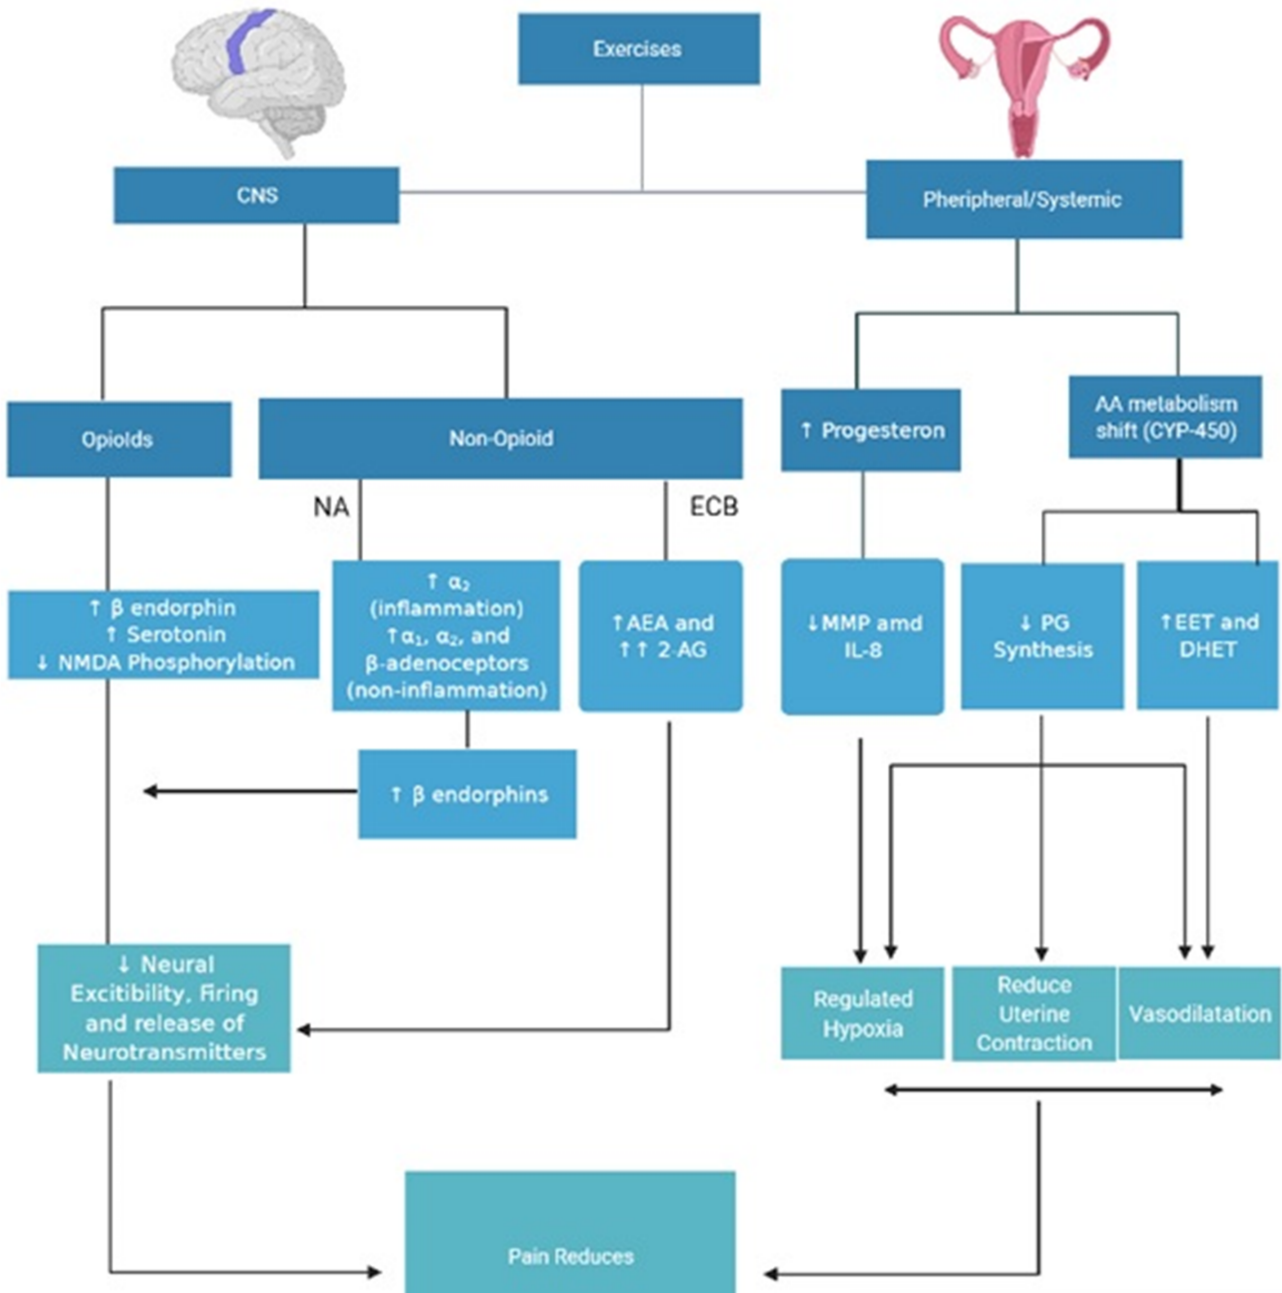 Exercises
CNS
Pheripheral/Systemic
Opiolds
Non-Opioid
↑ Progesteron
AA metabolism
shift (CYP-450)
NA
ECB
↑ β endorphin
↑ Serotonin
↓ NMDA Phosphorylation
↑ α₂
(inflammation)
↑α₁, α₂, and
β-adenoceptors
(non-inflammation)
↑AEA and
↑↑ 2-AG
↓MMP amd
IL-8
↓ PG
Synthesis
↑EET and
DHET
↑ β endorphins
↓ Neural
Excitibility, Firing
and release of
Neurotransmitters
Regulated
Hypoxia
Reduce
Uterine
Contraction
Vasodilatation
Pain Reduces